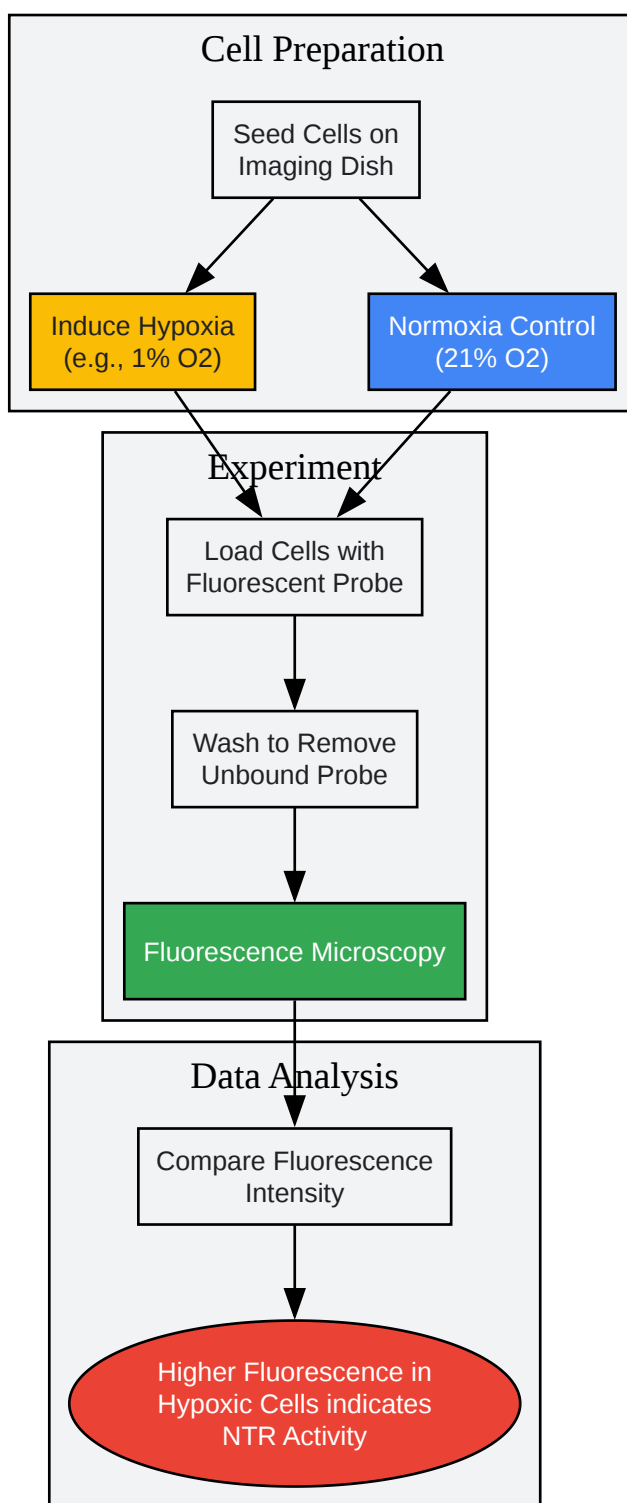 Cell Preparation
Seed Cells on
Imaging Dish
Induce Hypoxia
(e.g., 1% O2)
Normoxia Control
(21% O2)
Experiment
Load Cells with
Fluorescent Probe
Wash to Remove
Unbound Probe
Fluorescence Microscopy
Data Analysis
Compare Fluorescence
Intensity
Higher Fluorescence in
Hypoxic Cells indicates
NTR Activity